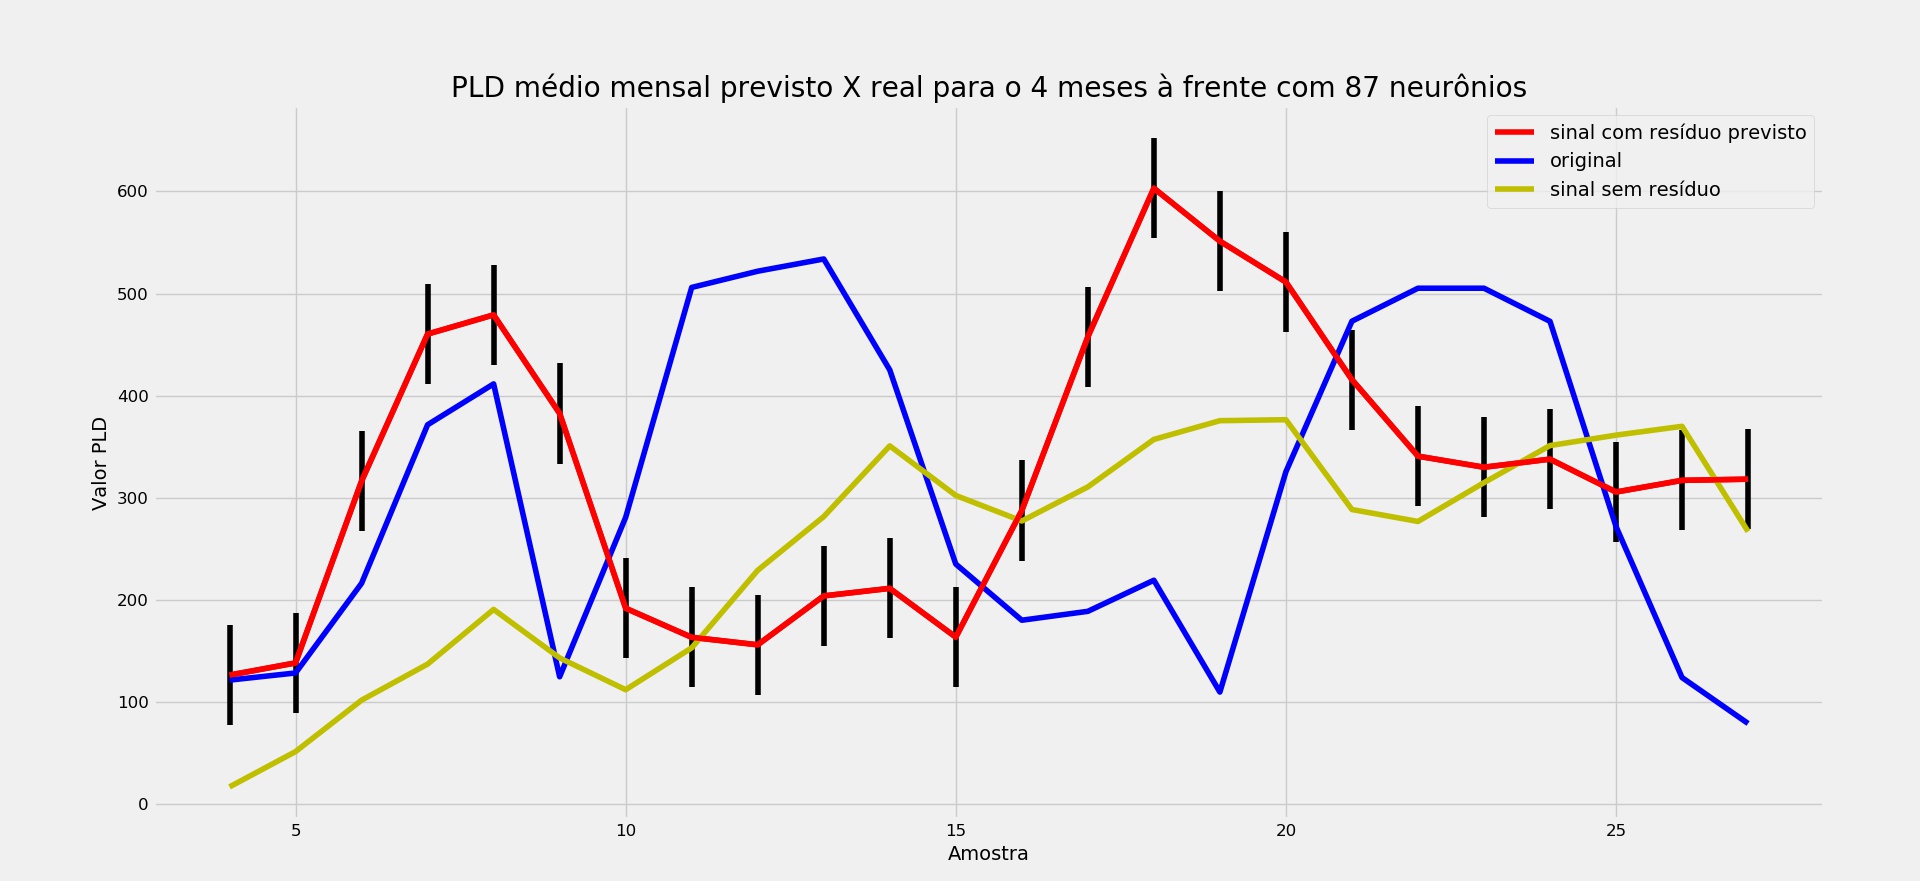 PLD médio mensal previsto X real para o 4 meses à frente com 87 neurônios
sinal com resíduo previsto
original
sinal sem resíduo
Valor PLD
600
500
400
300
200
100
0
5
10
15
20
25
Amostra